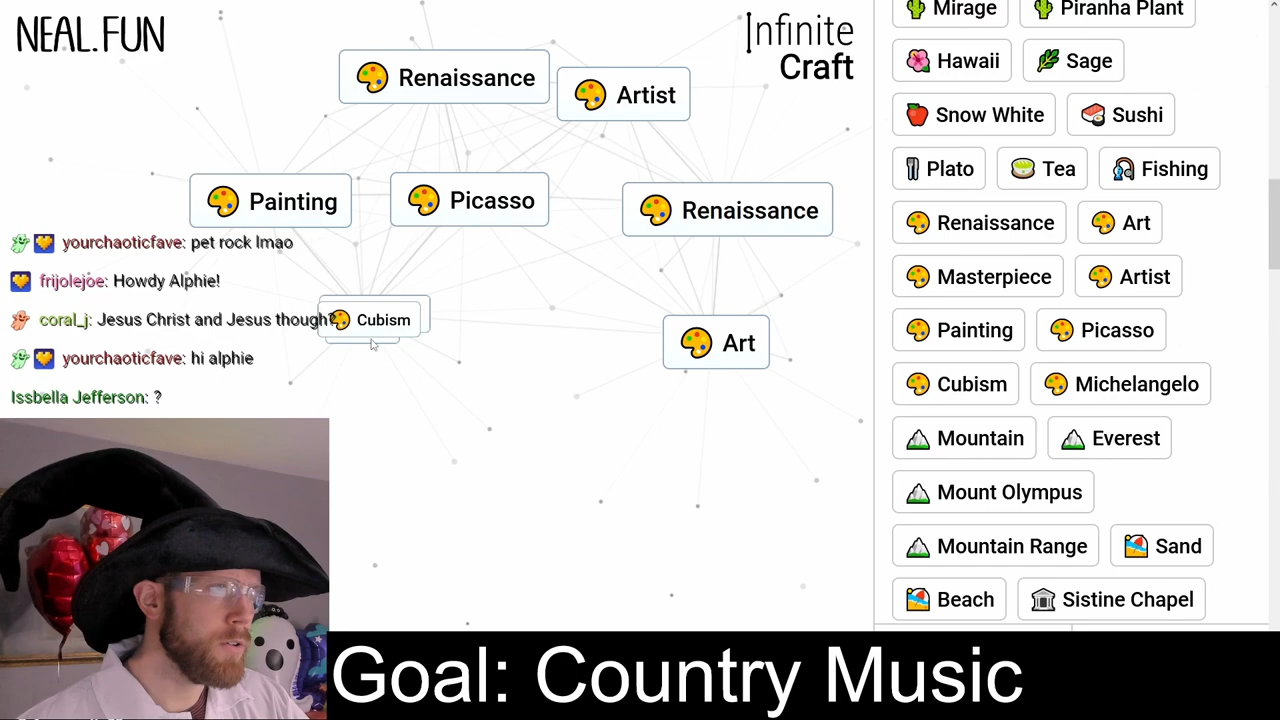 NEAL.FUN
Infinite
Craft
Renaissance
Artist
Painting
Picasso
Renaissance
Cubism
Art
yourchaoticfave: pet rock lmao
frijolejoe: Howdy Alphie!
coral_j: Jesus Christ and Jesus though?
yourchaoticfave: hi alphie
Issbella Jefferson: ?
Mirage
Piranha Plant
Hawaii
Sage
Snow White
Sushi
Plato
Tea
Fishing
Renaissance
Art
Masterpiece
Artist
Painting
Picasso
Cubism
Michelangelo
Mountain
Everest
Mount Olympus
Mountain Range
Sand
Beach
Sistine Chapel
Goal: Country Music